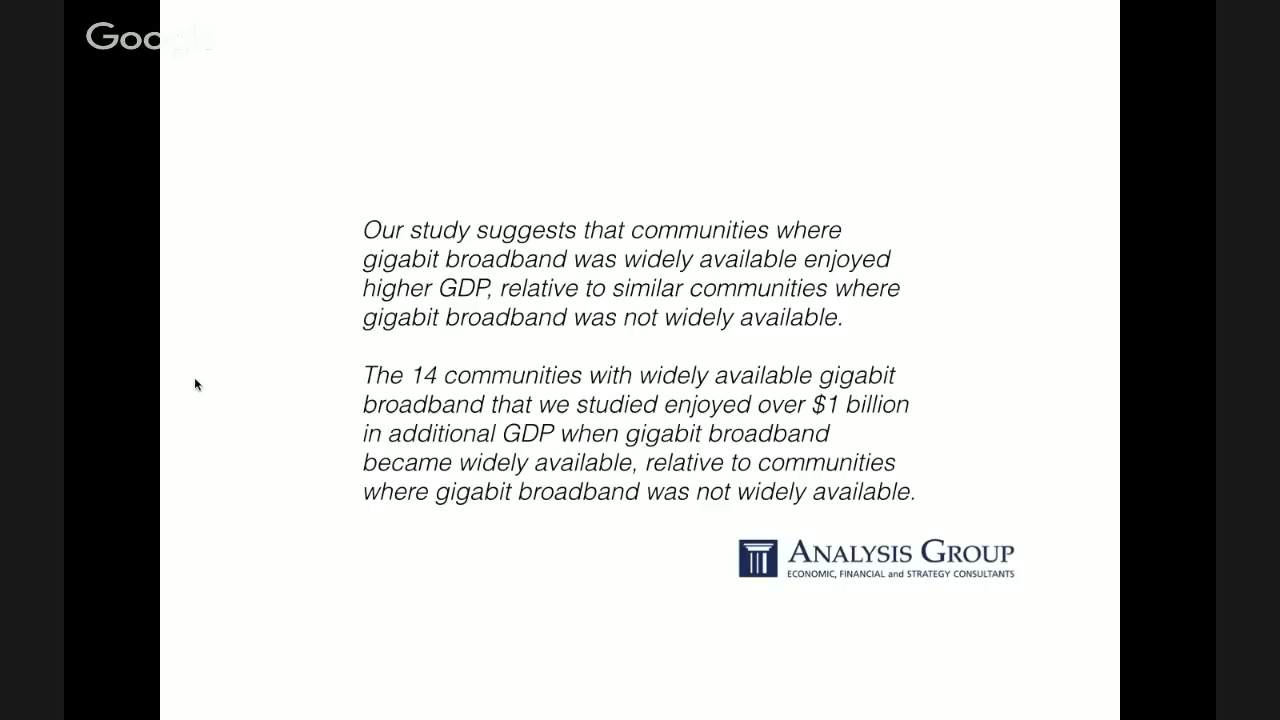 Google
Our study suggests that communities where
gigabit broadband was widely available enjoyed
higher GDP, relative to similar communities where
gigabit broadband was not widely available.
The 14 communities with widely available gigabit
broadband that we studied enjoyed over $1 billion
in additional GDP when gigabit broadband
became widely available, relative to communities
where gigabit broadband was not widely available.
ANALYSIS GROUP
ECONOMIC, FINANCIAL and STRATEGY CONSULTANTS